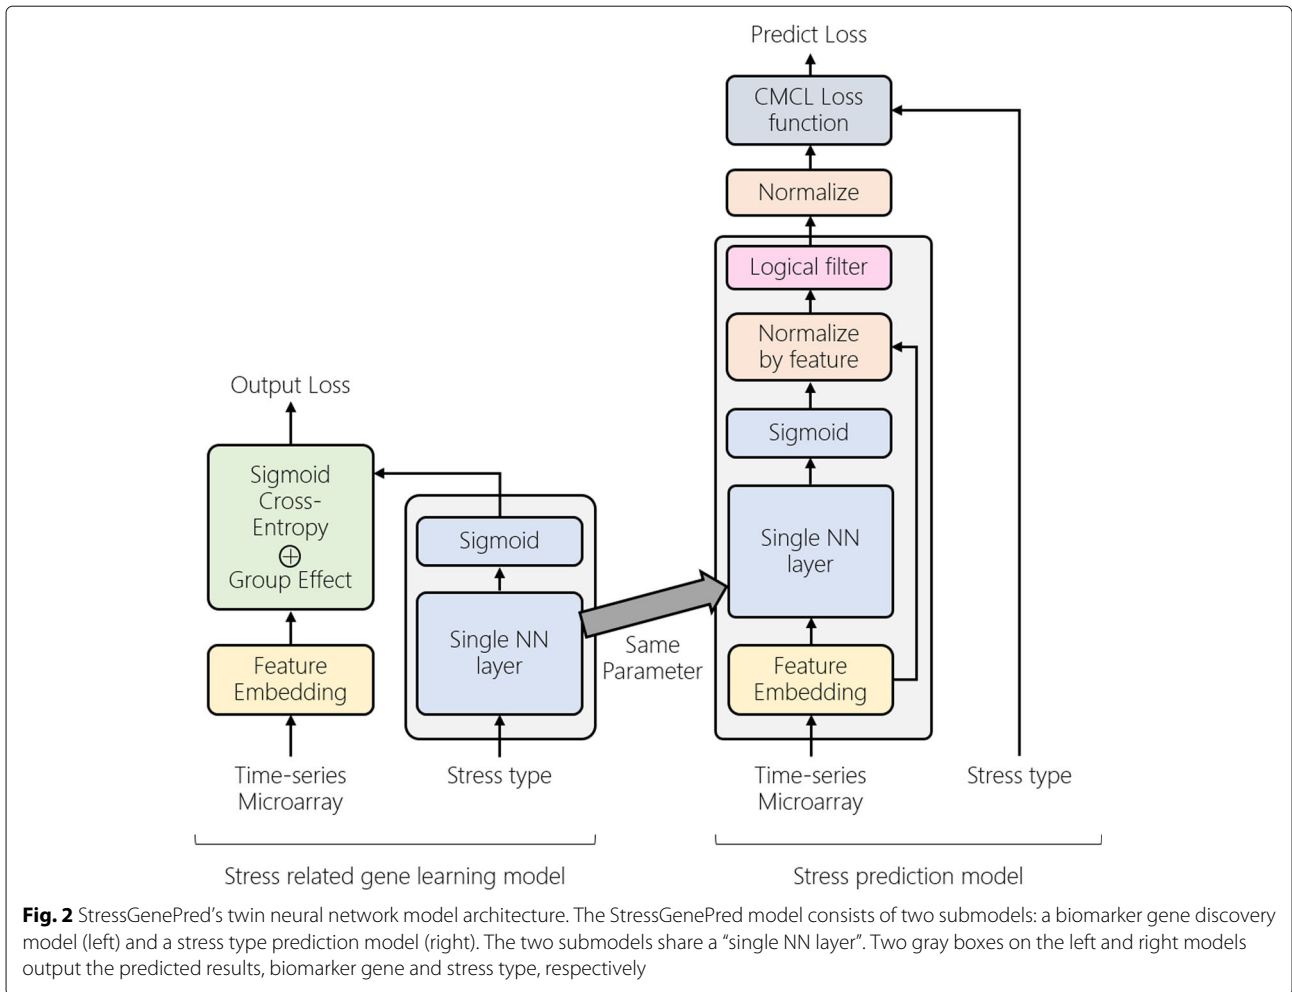 Predict Loss
CMCL Loss
function
Normalize
Logical filter
Normalize
by feature
Sigmoid
Single NN
layer
Feature
Embedding
Time-series
Microarray
Stress type
Output Loss
Sigmoid
Cross-
Entropy
⊕
Group Effect
Feature
Embedding
Time-series
Microarray
Sigmoid
Single NN
layer
Stress type
Same
Parameter
Stress related gene learning model
Stress prediction model
Fig. 2 StressGenePred’s twin neural network model architecture. The StressGenePred model consists of two submodels: a biomarker gene discovery
model (left) and a stress type prediction model (right). The two submodels share a “single NN layer”. Two gray boxes on the left and right models
output the predicted results, biomarker gene and stress type, respectively